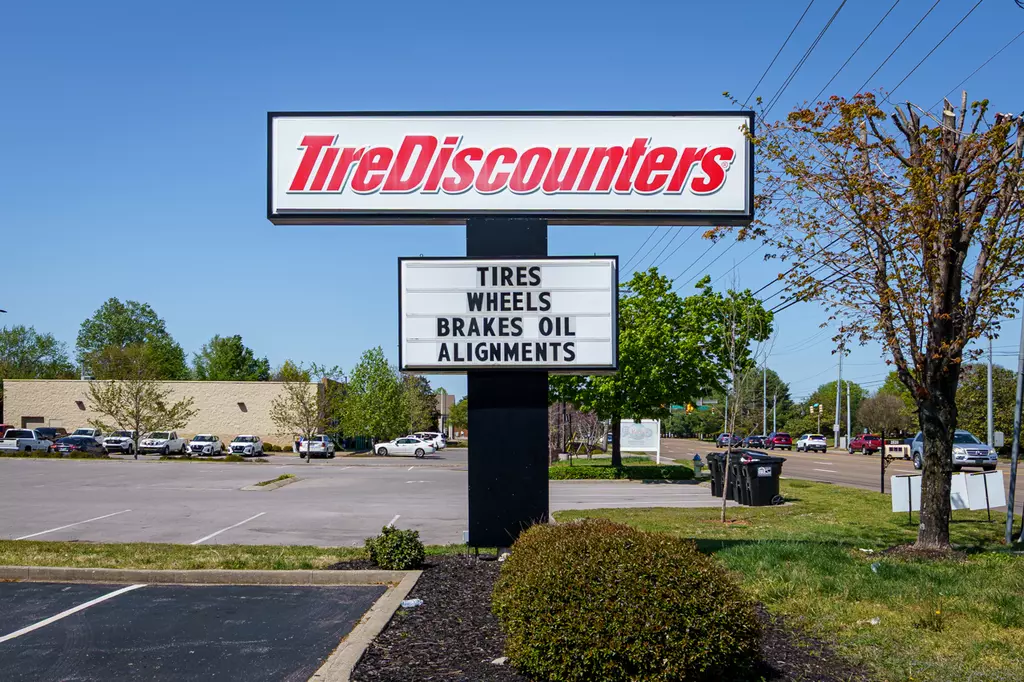 TireDiscounters
TIRES
WHEELS
BRAKES OIL
ALIGNMENTS